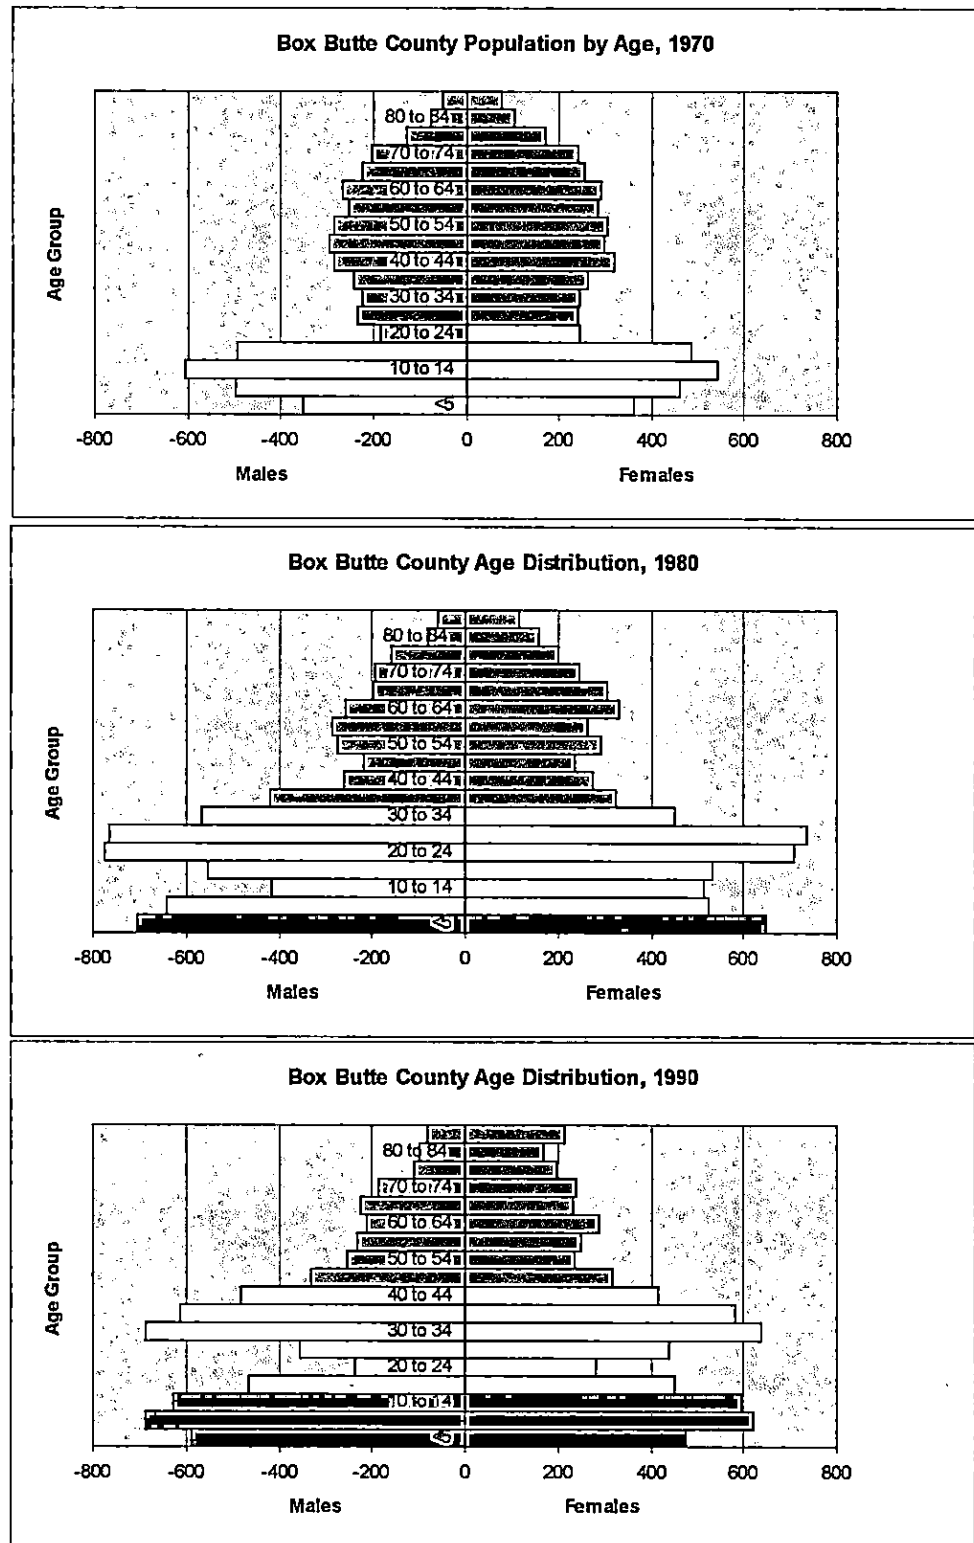 Box Butte County Population by Age, 1970
Age Group
80 to 84
70 to 74
60 to 64
50 to 54
40 to 44
30 to 34
20 to 24
10 to 14
<5
-800 -600 -400 -200 0 200 400 600 800
Males Females
Box Butte County Age Distribution, 1980
Age Group
80 to 84
70 to 74
60 to 64
50 to 54
40 to 44
30 to 34
20 to 24
10 to 14
<5
-800 -600 -400 -200 0 200 400 600 800
Males Females
Box Butte County Age Distribution, 1990
Age Group
80 to 84
70 to 74
60 to 64
50 to 54
40 to 44
30 to 34
20 to 24
10 to 14
<5
-800 -600 -400 -200 0 200 400 600 800
Males Females